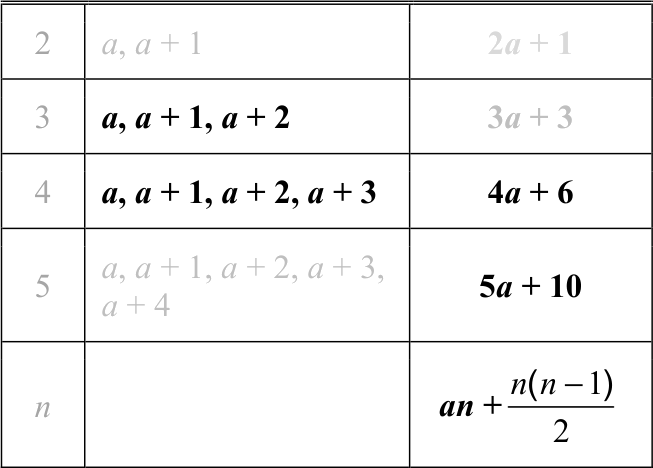 2 a, a + 1 2a + 1
3 a, a + 1, a + 2 3a + 3
4 a, a + 1, a + 2, a + 3 4a + 6
5 a, a + 1, a + 2, a + 3,
a + 4 5a + 10
n an + n(n − 1)/2